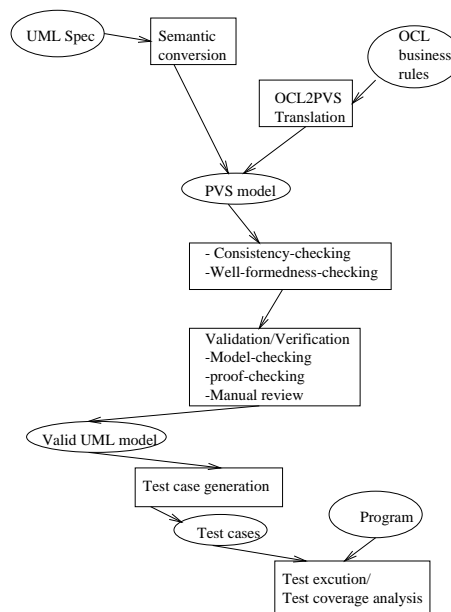 UML Spec
Semantic
conversion
OCL
business
rules
OCL2PVS
Translation
PVS model
- Consistency-checking
-Well-formedness-checking
Validation/Verification
-Model-checking
-proof-checking
-Manual review
Valid UML model
Test case generation
Test cases
Program
Test excution/
Test coverage analysis